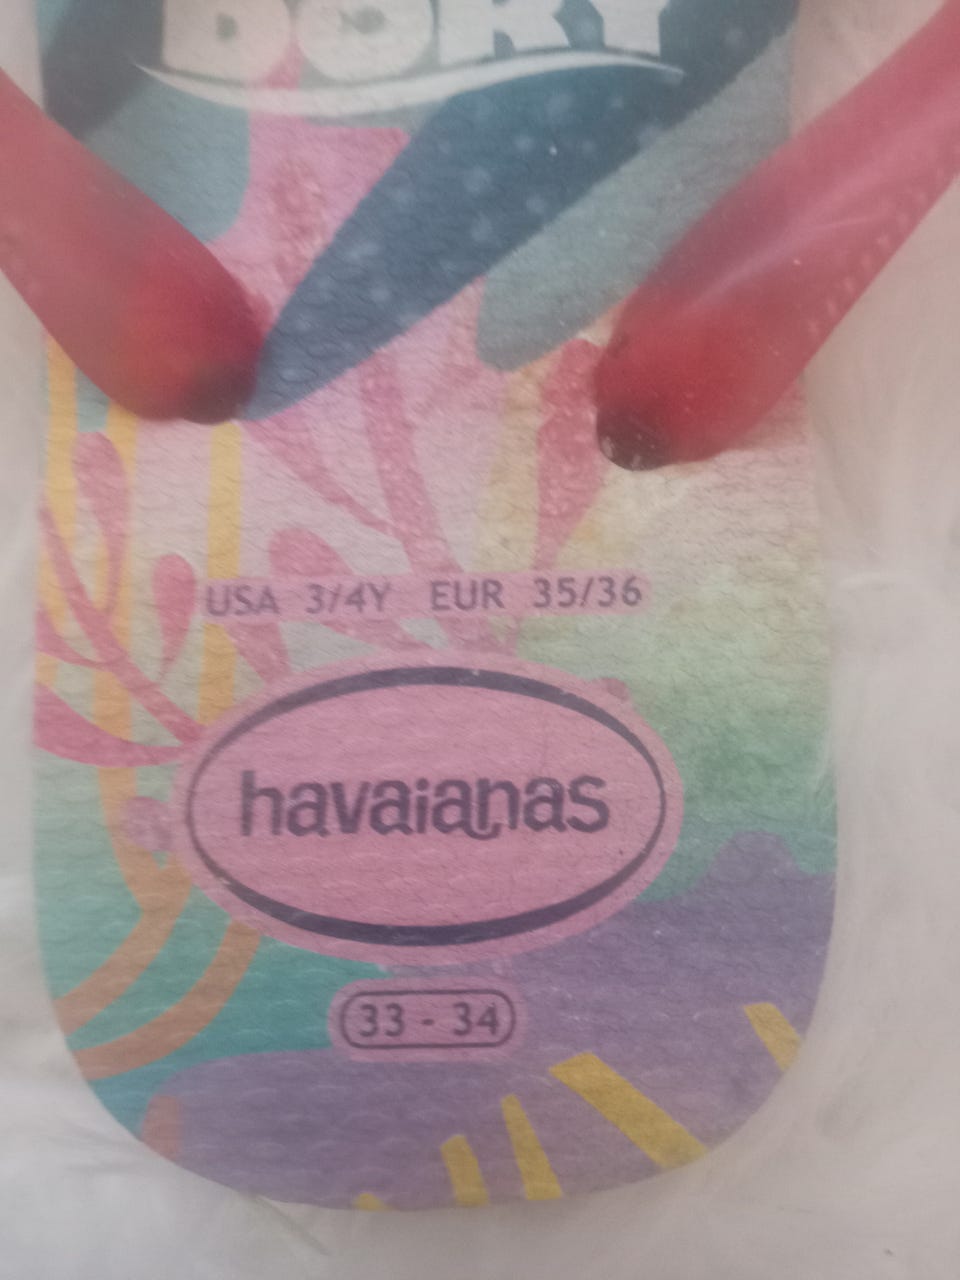 DORY
USA 3/4Y EUR 35/36
havaianas
33 - 34